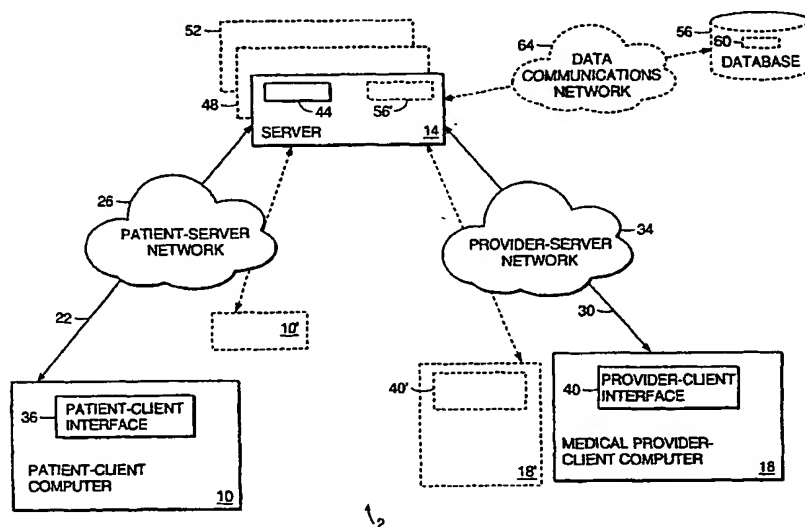 52
64
56
60
DATABASE
DATA
COMMUNICATIONS
NETWORK
48
44
56'
SERVER
14
26
PATIENT-SERVER
NETWORK
34
PROVIDER-SERVER
NETWORK
22
10'
30
36
PATIENT-CLIENT
INTERFACE
PATIENT-CLIENT
COMPUTER
10
40'
18'
40
PROVIDER-CLIENT
INTERFACE
MEDICAL PROVIDER-
CLIENT COMPUTER
18
2